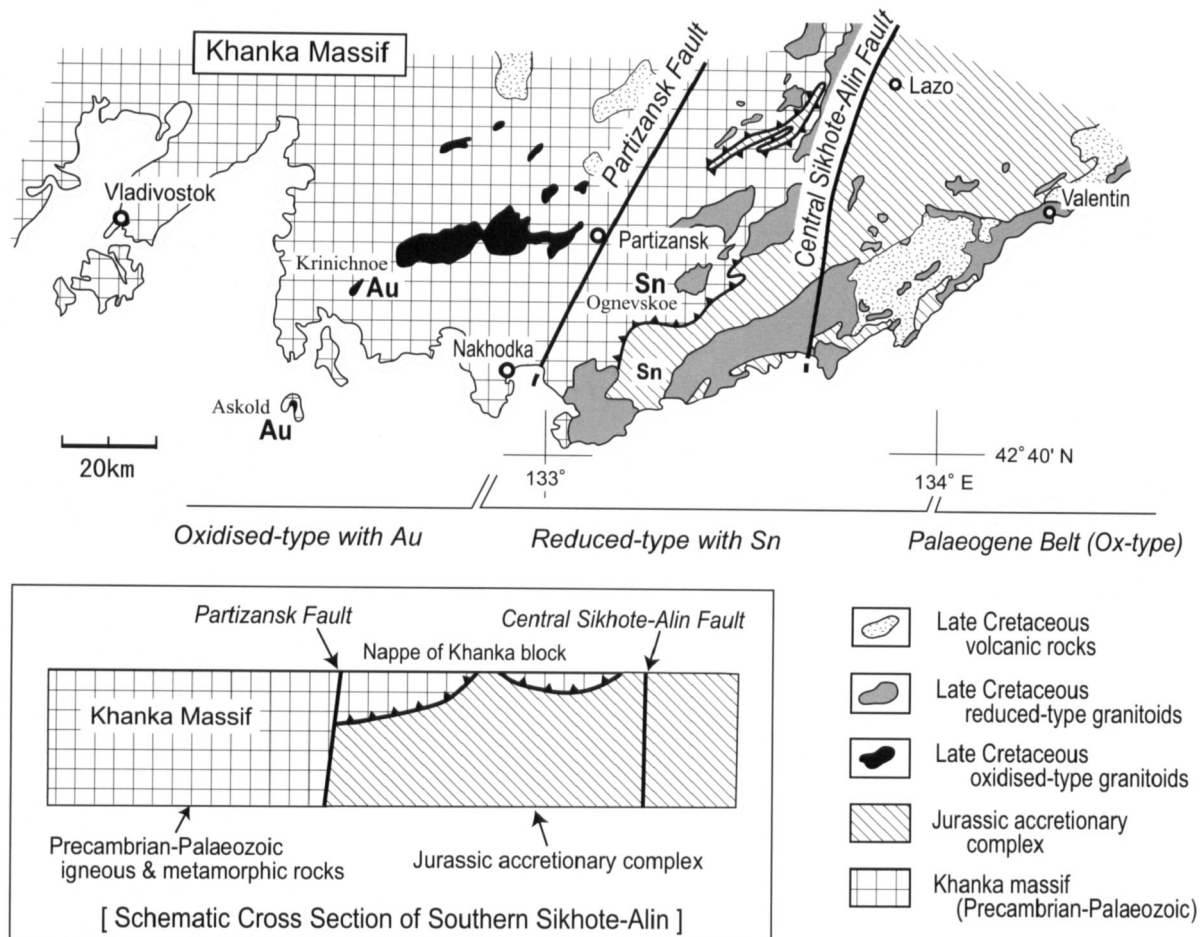 Khanka Massif
Partizansk Fault
Central Sikhote-Alin Fault
Lazo
Vladivostok
Valentin
Partizansk
Krinichnoe
Au
Sn
Ognevskoe
Nakhodka
Sn
Askold
Au
20km
133°
42°40' N
134° E
Oxidised-type with Au
Reduced-type with Sn
Palaeogene Belt (Ox-type)
Partizansk Fault
Central Sikhote-Alin Fault
Nappe of Khanka block
Khanka Massif
Precambrian-Palaeozoic
igneous & metamorphic rocks
Jurassic accretionary complex
[ Schematic Cross Section of Southern Sikhote-Alin ]
Late Cretaceous
volcanic rocks
Late Cretaceous
reduced-type granitoids
Late Cretaceous
oxidised-type granitoids
Jurassic accretionary
complex
Khanka massif
(Precambrian-Palaeozoic)